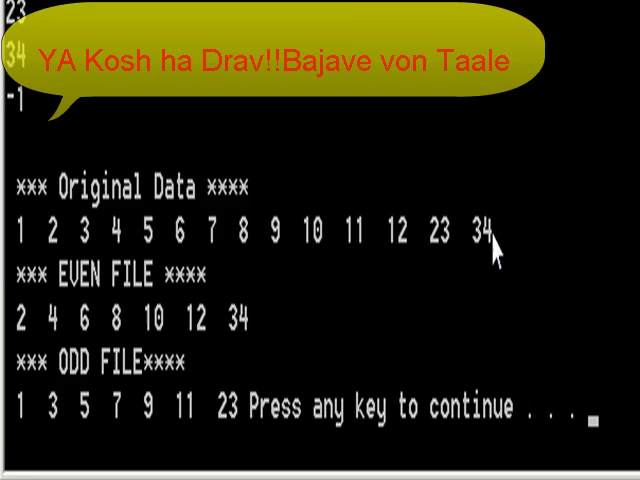 23
YA Kosh ha Drav!!Bajave von Taale
34
-1
*** Original Data ****
1 2 3 4 5 6 7 8 9 10 11 12 23 34
*** EVEN FILE ****
2 4 6 8 10 12 34
*** ODD FILE****
1 3 5 7 9 11 23 Press any key to continue . . .